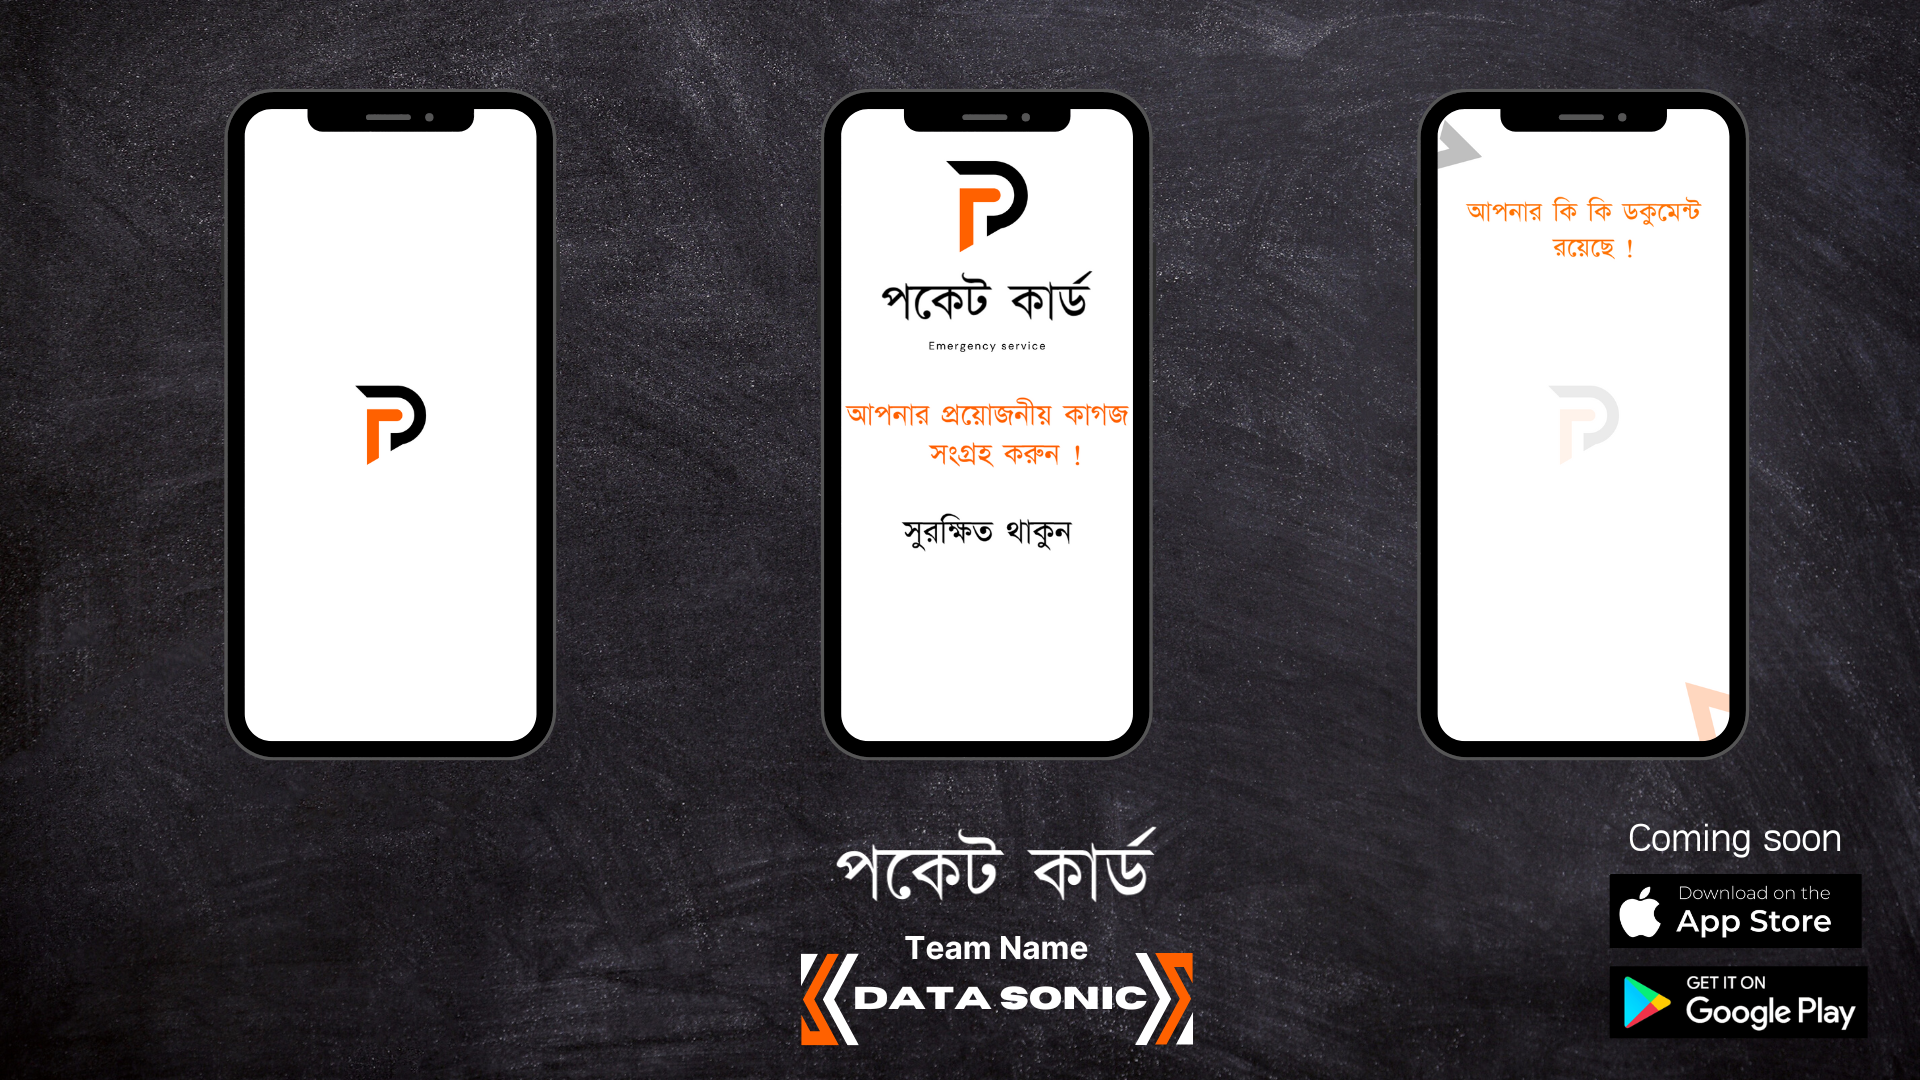 পকেট কার্ড
Emergency service
আপনার প্রয়োজনীয় কাগজ
সংগ্রহ করুন !
সুরক্ষিত থাকুন
আপনার কি কি ডকুমেন্ট
রয়েছে !
পকেট কার্ড
Team Name
DATA SONIC
Coming soon
Download on the
App Store
GET IT ON
Google Play